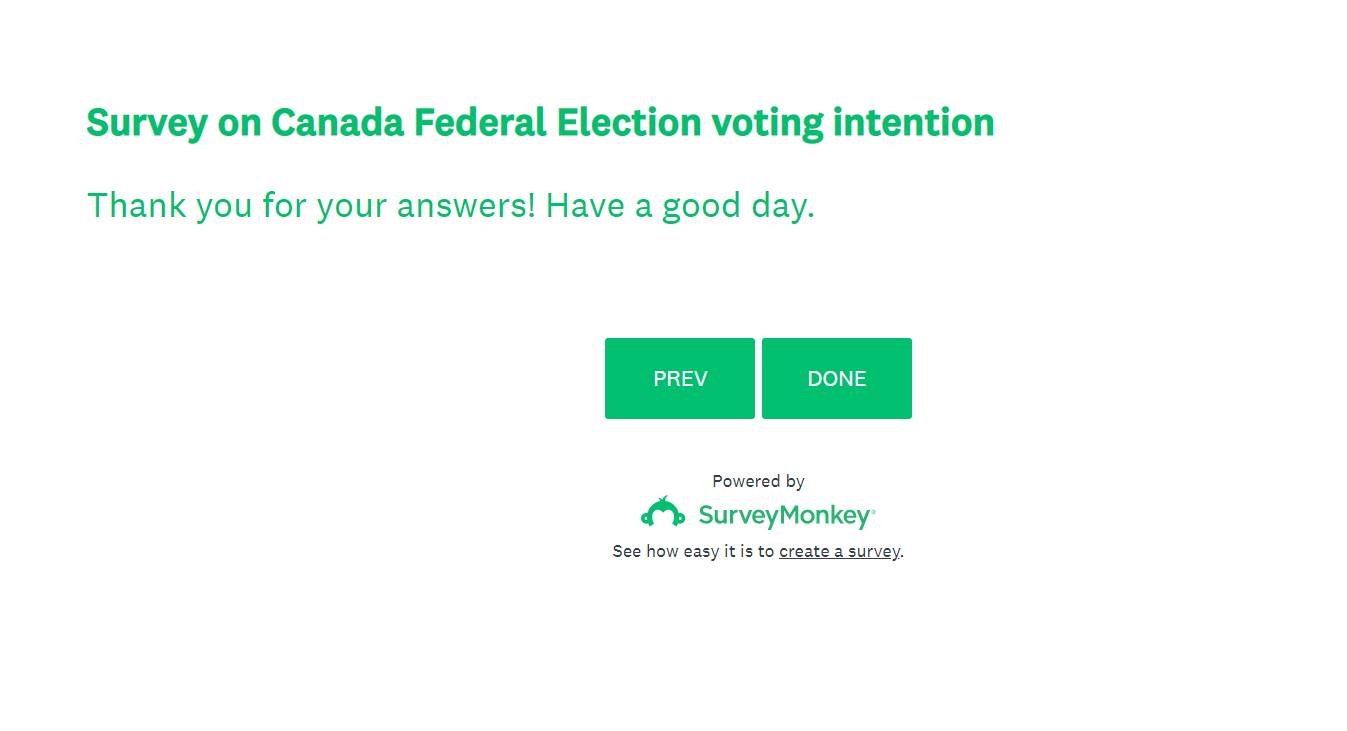 Survey on Canada Federal Election voting intention
Thank you for your answers! Have a good day.
PREV
DONE
Powered by
SurveyMonkey®
See how easy it is to create a survey.